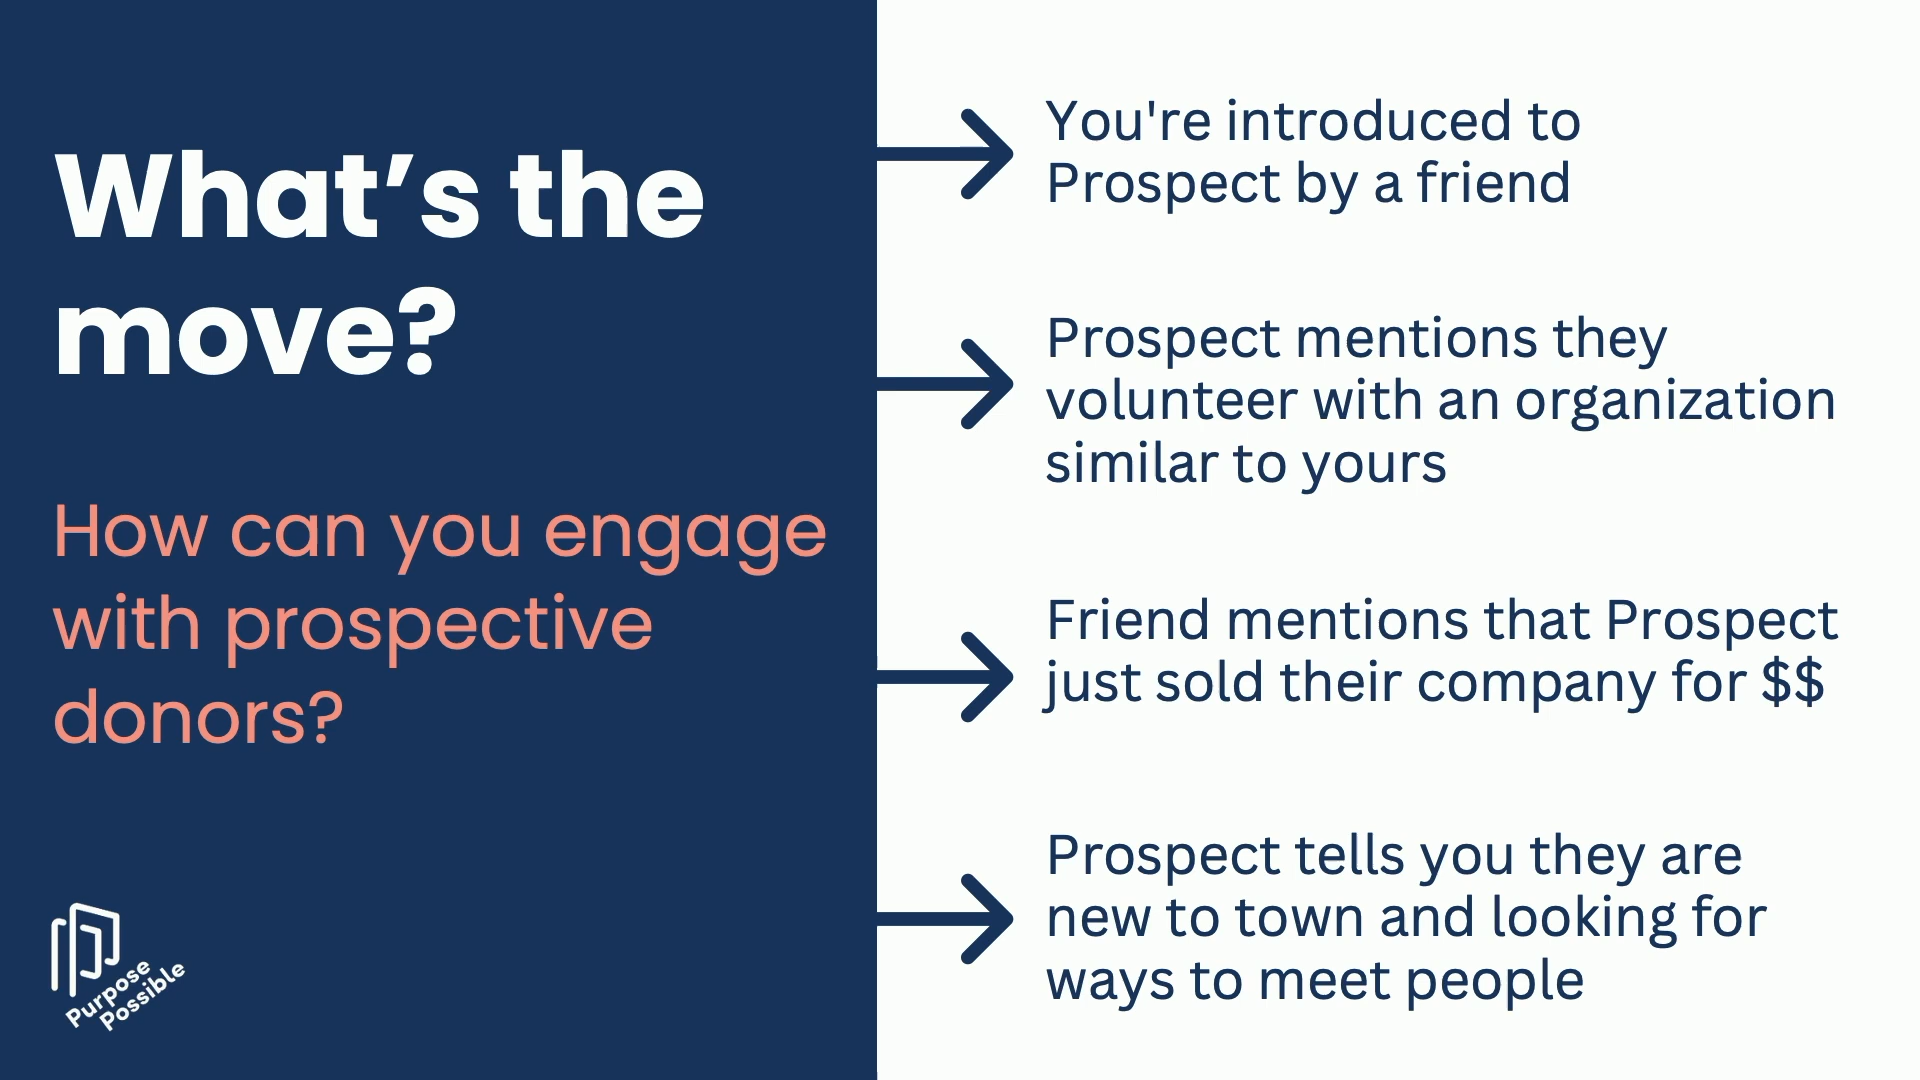 What’s the
move?
How can you engage
with prospective
donors?
Purpose
Possible
You're introduced to
Prospect by a friend
Prospect mentions they
volunteer with an organization
similar to yours
Friend mentions that Prospect
just sold their company for $$
Prospect tells you they are
new to town and looking for
ways to meet people